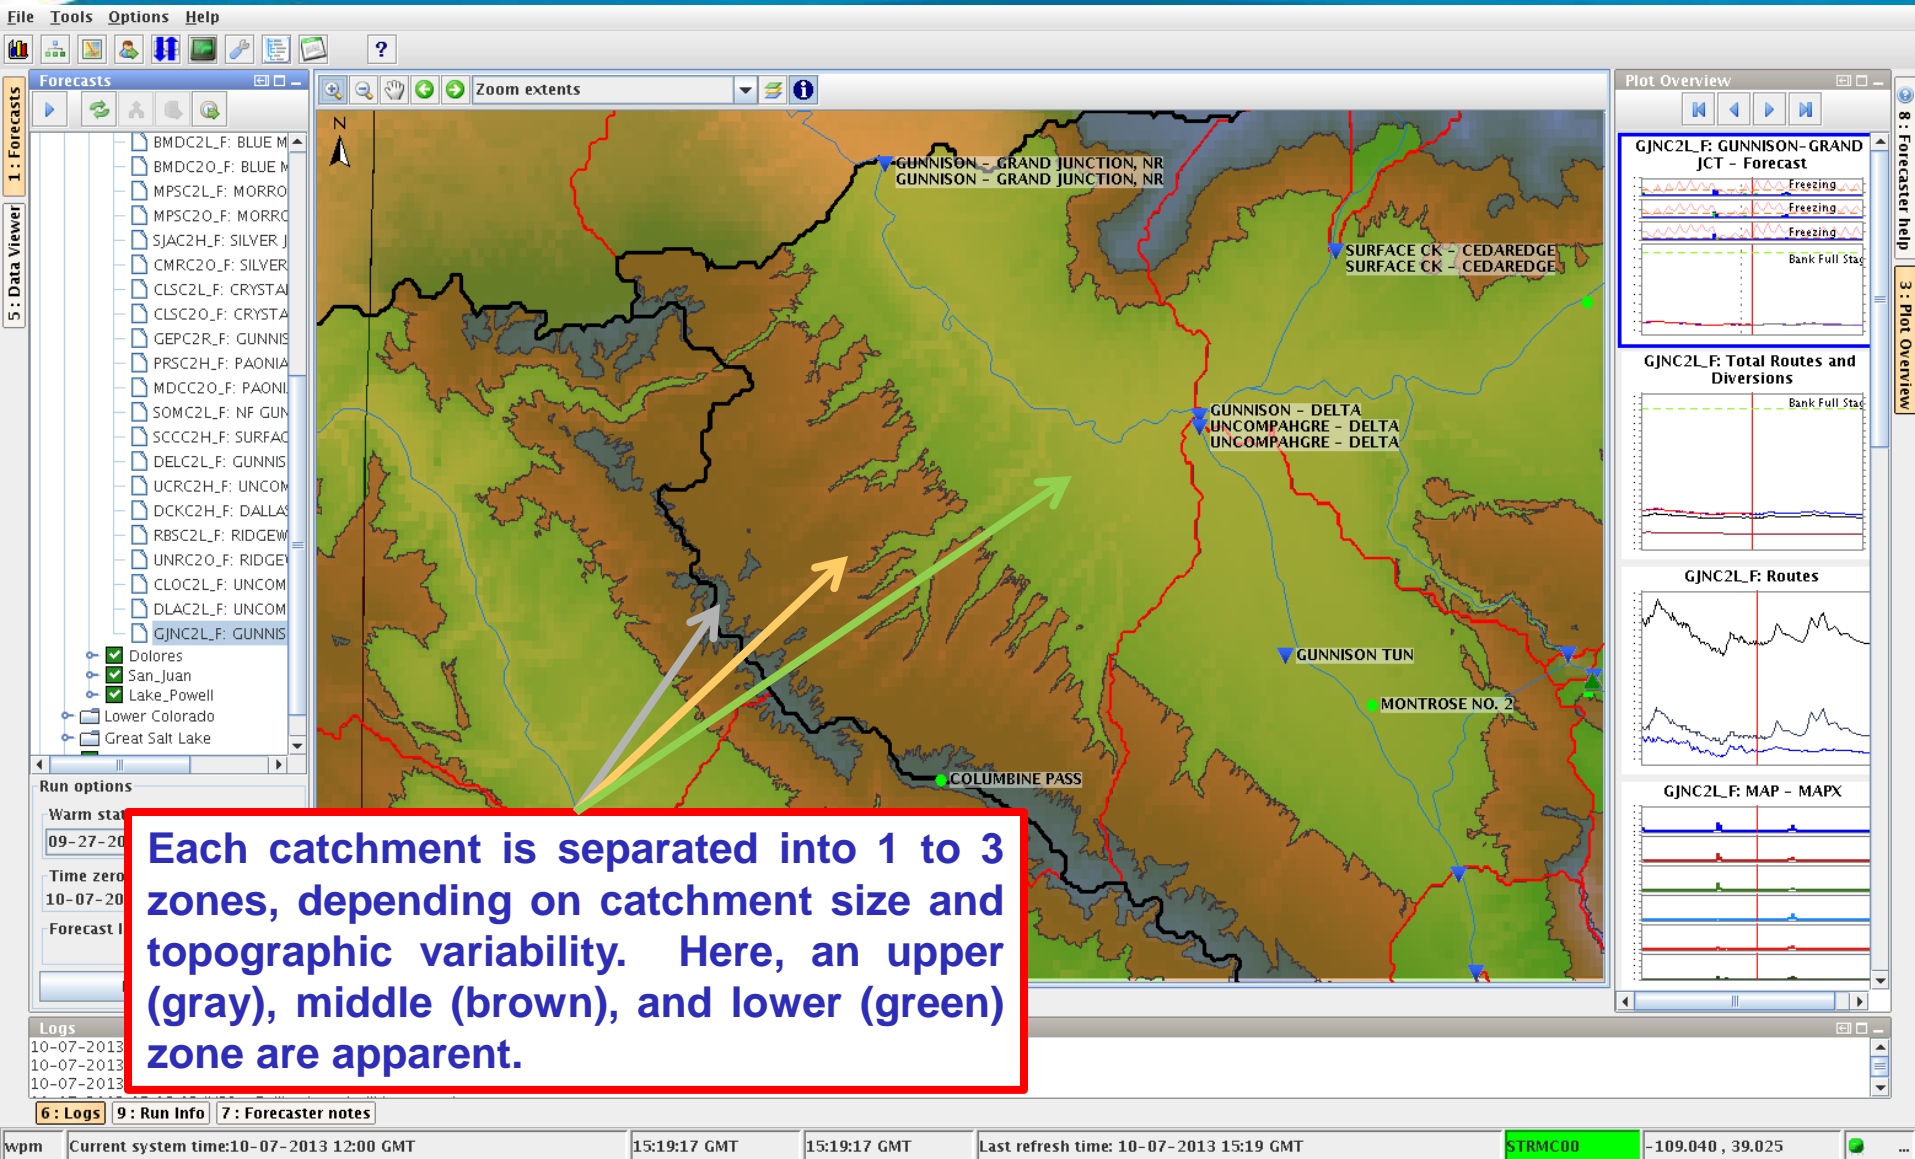 File Tools Options Help
?
Forecasts
Zoom extents
Plot Overview
1 : Forecasts
5 : Data Viewer
BMDC2L_F: BLUE M
BMDC2O_F: BLUE M
MPSC2L_F: MORRO
MPSC2O_F: MORRO
SJAC2H_F: SILVER J
CMRC2O_F: SILVER
CLSC2L_F: CRYSTAL
CLSC2O_F: CRYSTA
GEPC2R_F: GUNNIS
PRSC2H_F: PAONIA
MDCC2O_F: PAONI
SOMC2L_F: NF GUN
SCCC2H_F: SURFAC
DELC2L_F: GUNNIS
UCRC2H_F: UNCOM
DCKC2H_F: DALLAS
RBSC2L_F: RIDGEW
UNRC2O_F: RIDGEW
CLOC2L_F: UNCOM
DLAC2L_F: UNCOM
GJNC2L_F: GUNNIS
Dolores
San_Juan
Lake_Powell
Lower Colorado
Great Salt Lake
Run options
Warm stat
09-27-20
Time zero
10-07-20
Forecast l
N
GUNNISON - GRAND JUNCTION, NR
GUNNISON - GRAND JUNCTION, NR
SURFACE CK - CEDAREDGE
SURFACE CK - CEDAREDGE
GUNNISON - DELTA
UNCOMPAHGRE - DELTA
UNCOMPAHGRE - DELTA
GUNNISON TUN
MONTROSE NO. 2
COLUMBINE PASS
Each catchment is separated into 1 to 3
zones, depending on catchment size and
topographic variability. Here, an upper
(gray), middle (brown), and lower (green)
zone are apparent.
GJNC2L_F: GUNNISON-GRAND
JCT - Forecast
Freezing
Freezing
Freezing
Bank Full Stag
GJNC2L_F: Total Routes and
Diversions
Bank Full Stag
GJNC2L_F: Routes
GJNC2L_F: MAP - MAPX
8 : Forecaster help
3 : Plot Overview
Logs
10-07-2013
10-07-2013
10-07-2013
6 : Logs 9 : Run Info 7 : Forecaster notes
wpm Current system time:10-07-2013 12:00 GMT 15:19:17 GMT 15:19:17 GMT Last refresh time: 10-07-2013 15:19 GMT STRMC00 -109.040 , 39.025 ...